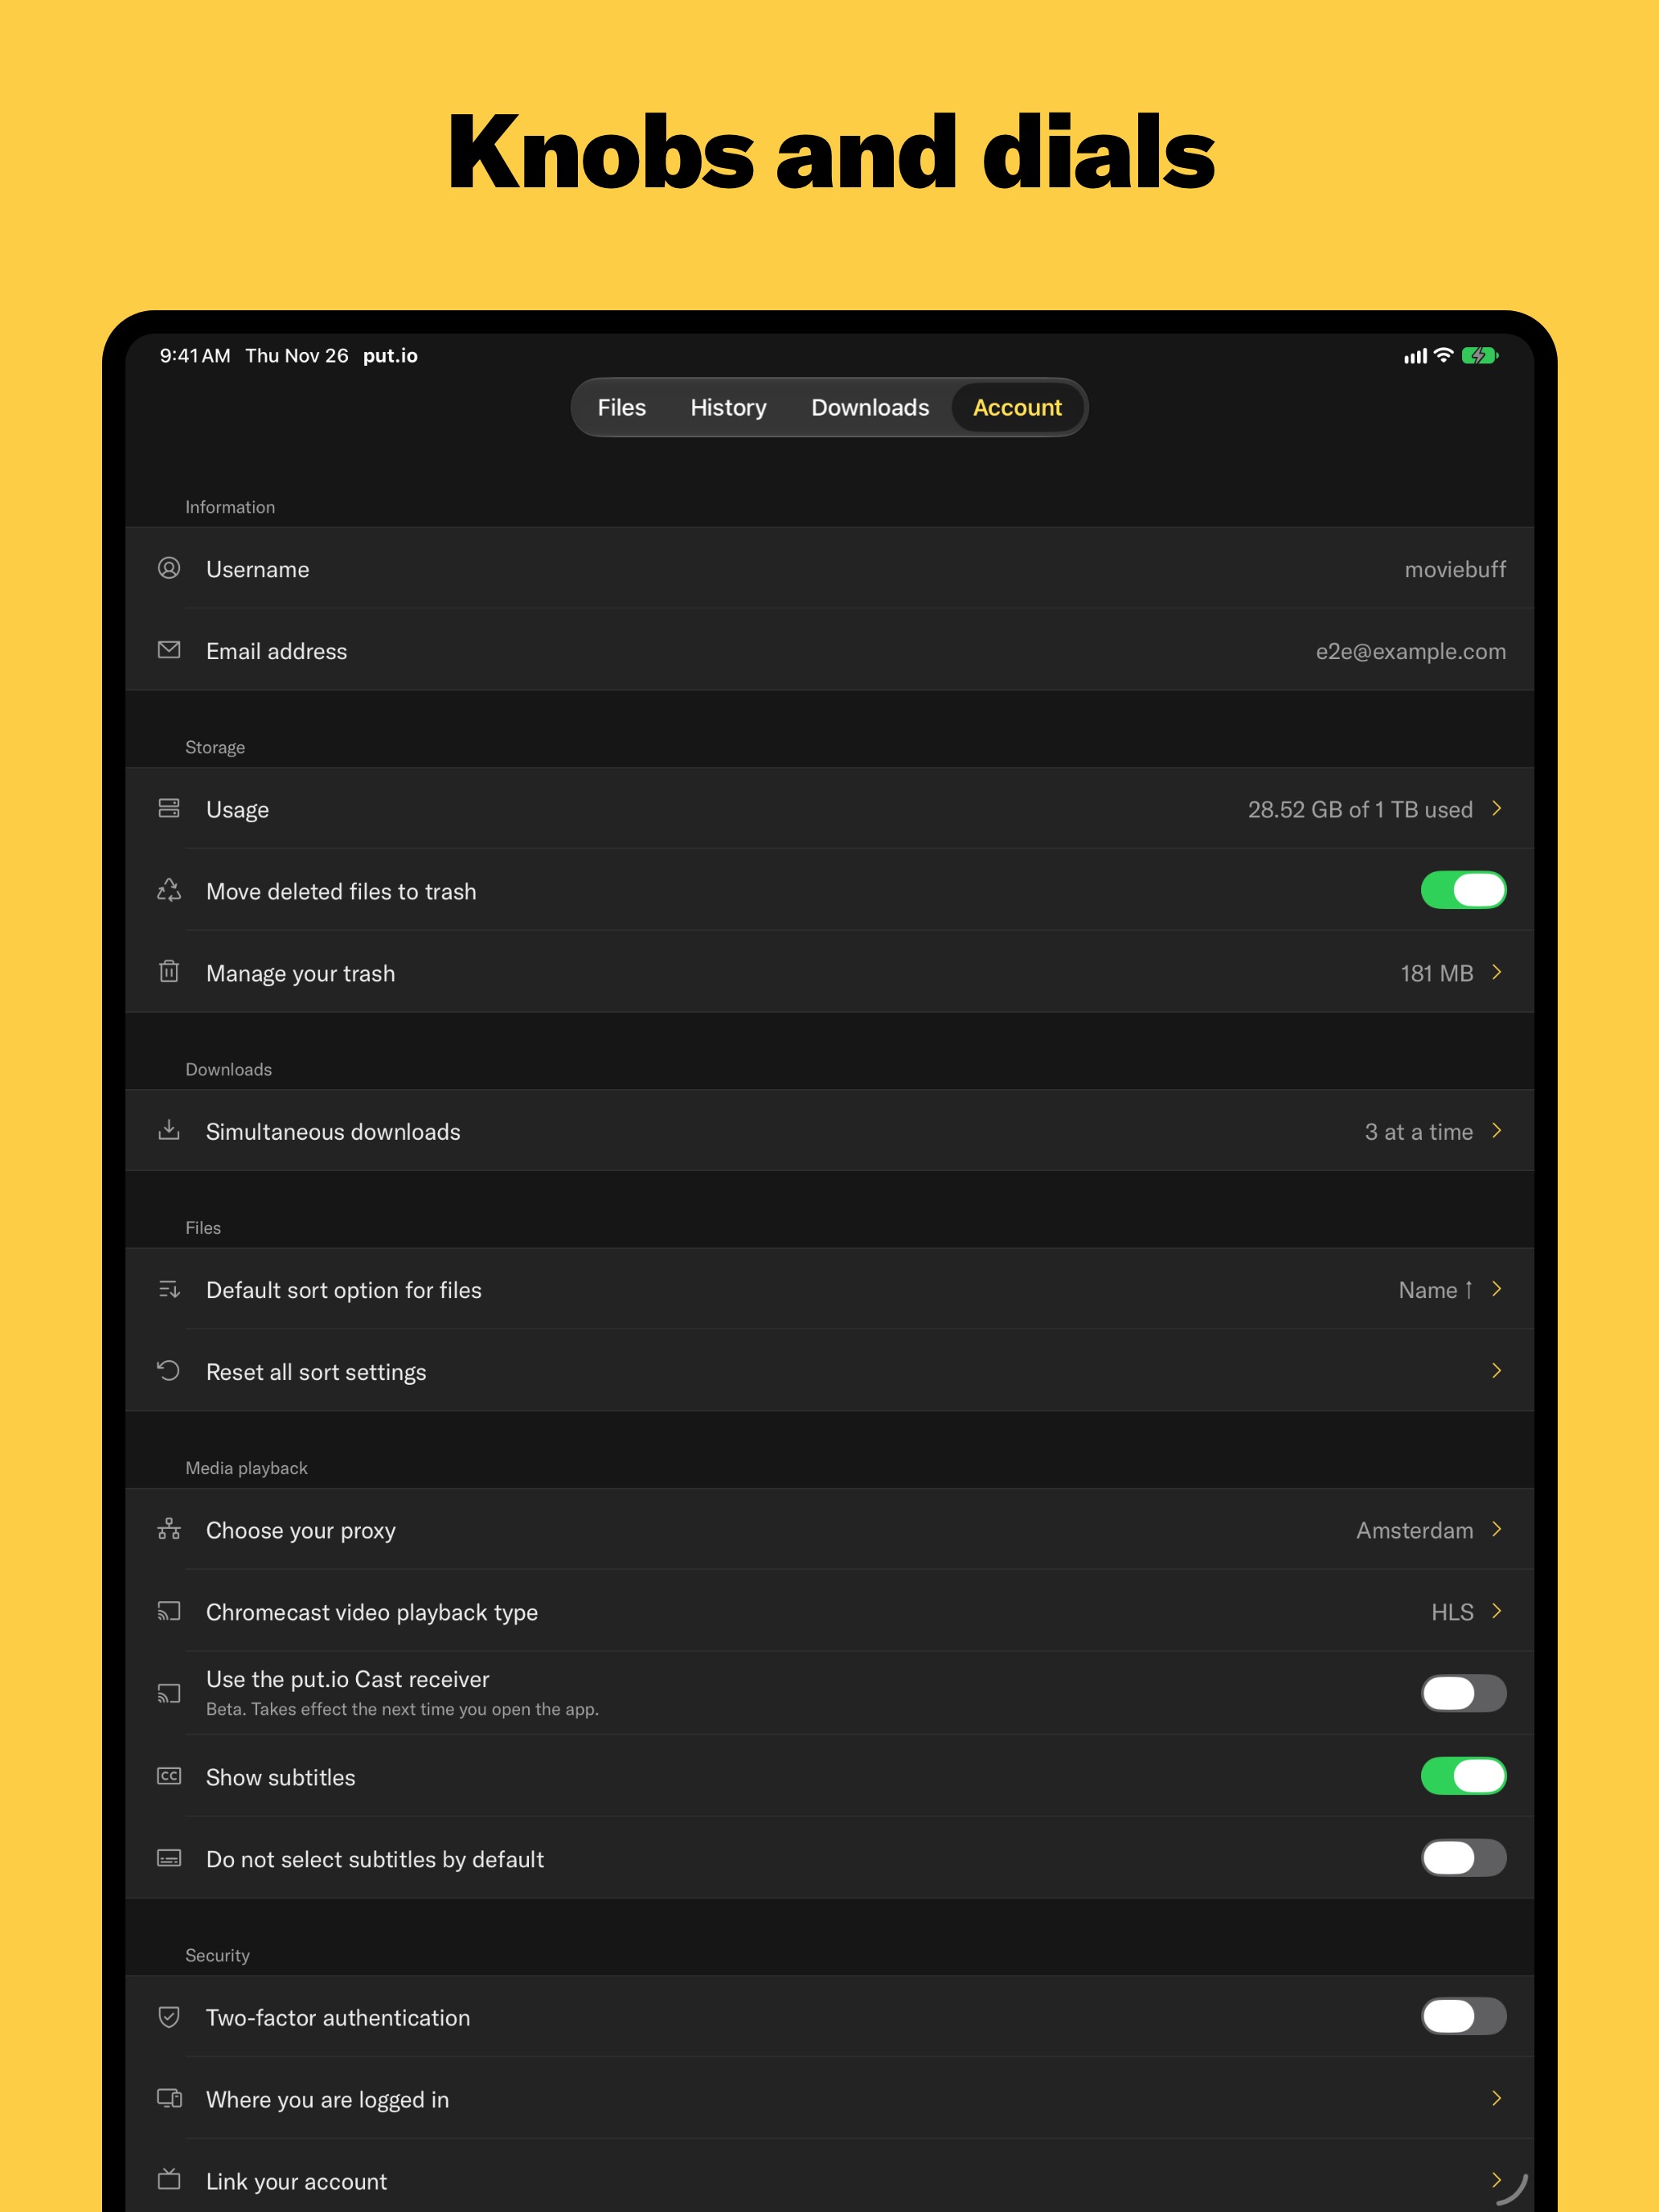 Knobs and dials
9:41 AM Thu Nov 26 put.io
Files History Downloads Account
Information
Username moviebuff
Email address e2e@example.com
Storage
Usage 28.52 GB of 1 TB used
Move deleted files to trash
Manage your trash 181 MB
Downloads
Simultaneous downloads 3 at a time
Files
Default sort option for files Name ↑
Reset all sort settings
Media playback
Choose your proxy Amsterdam
Chromecast video playback type HLS
Use the put.io Cast receiver
Beta. Takes effect the next time you open the app.
CC Show subtitles
Do not select subtitles by default
Security
Two-factor authentication
Where you are logged in
Link your account